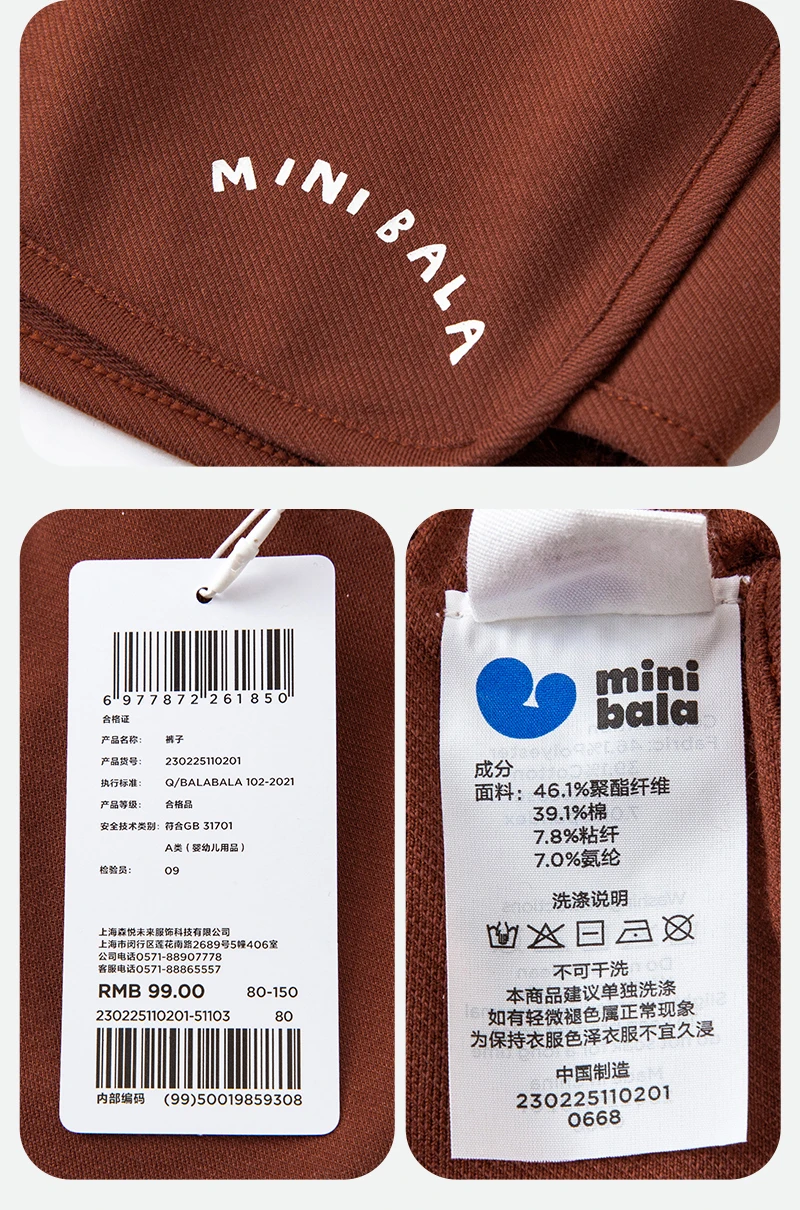 MINI BALA
6 977872 261850
合格证
产品名称: 裤子
产品货号: 230225110201
执行标准: Q/BALABALA 102-2021
产品等级: 合格品
安全技术类别: 符合GB 31701
A类 ( 婴幼儿用品 )
检验员: 09
上海森悦未来服饰科技有限公司
上海市闵行区莲花南路2689号5幢406室
公司电话0571-88907778
客服电话0571-88865557
RMB 99.00 80-150
230225110201-51103 80
内部编码 (99)50019859308
mini
bala
成分
面料: 46.1%聚酯纤维
39.1%棉
7.8%粘纤
7.0%氨纶
洗涤说明
不可干洗
本商品建议单独洗涤
如有轻微褪色属正常现象
为保持衣服色泽衣服不宜久浸
中国制造
230225110201
0668